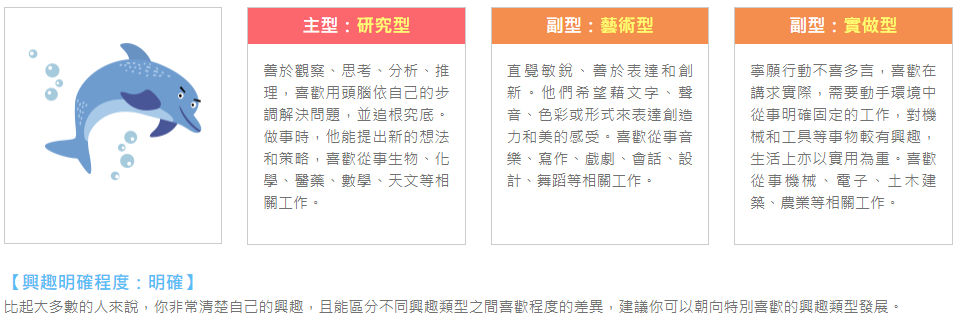 主型：研究型
善於觀察、思考、分析、推
理，喜歡用頭腦依自己的步
調解決問題，並追根究底。
做事時，他能提出新的想法
和策略，喜歡從事生物、化
學、醫藥、數學、天文等相
關工作。
副型：藝術型
直覺敏銳、善於表達和創
新。他們希望藉文字、聲
音、色彩或形式來表達創造
力和美的感受。喜歡從事音
樂、寫作、戲劇、會話、設
計、舞蹈等相關工作。
副型：實做型
寧願行動不喜多言，喜歡在
講求實際，需要動手環境中
從事明確固定的工作，對機
械和工具等事物較有興趣，
生活上亦以實用為重。喜歡
從事機械、電子、土木建
築、農業等相關工作。
【興趣明確程度：明確】
比起大多數的人來說，你非常清楚自己的興趣，且能區分不同興趣類型之間喜歡程度的差異，建議你可以朝向特別喜歡的興趣類型發展。